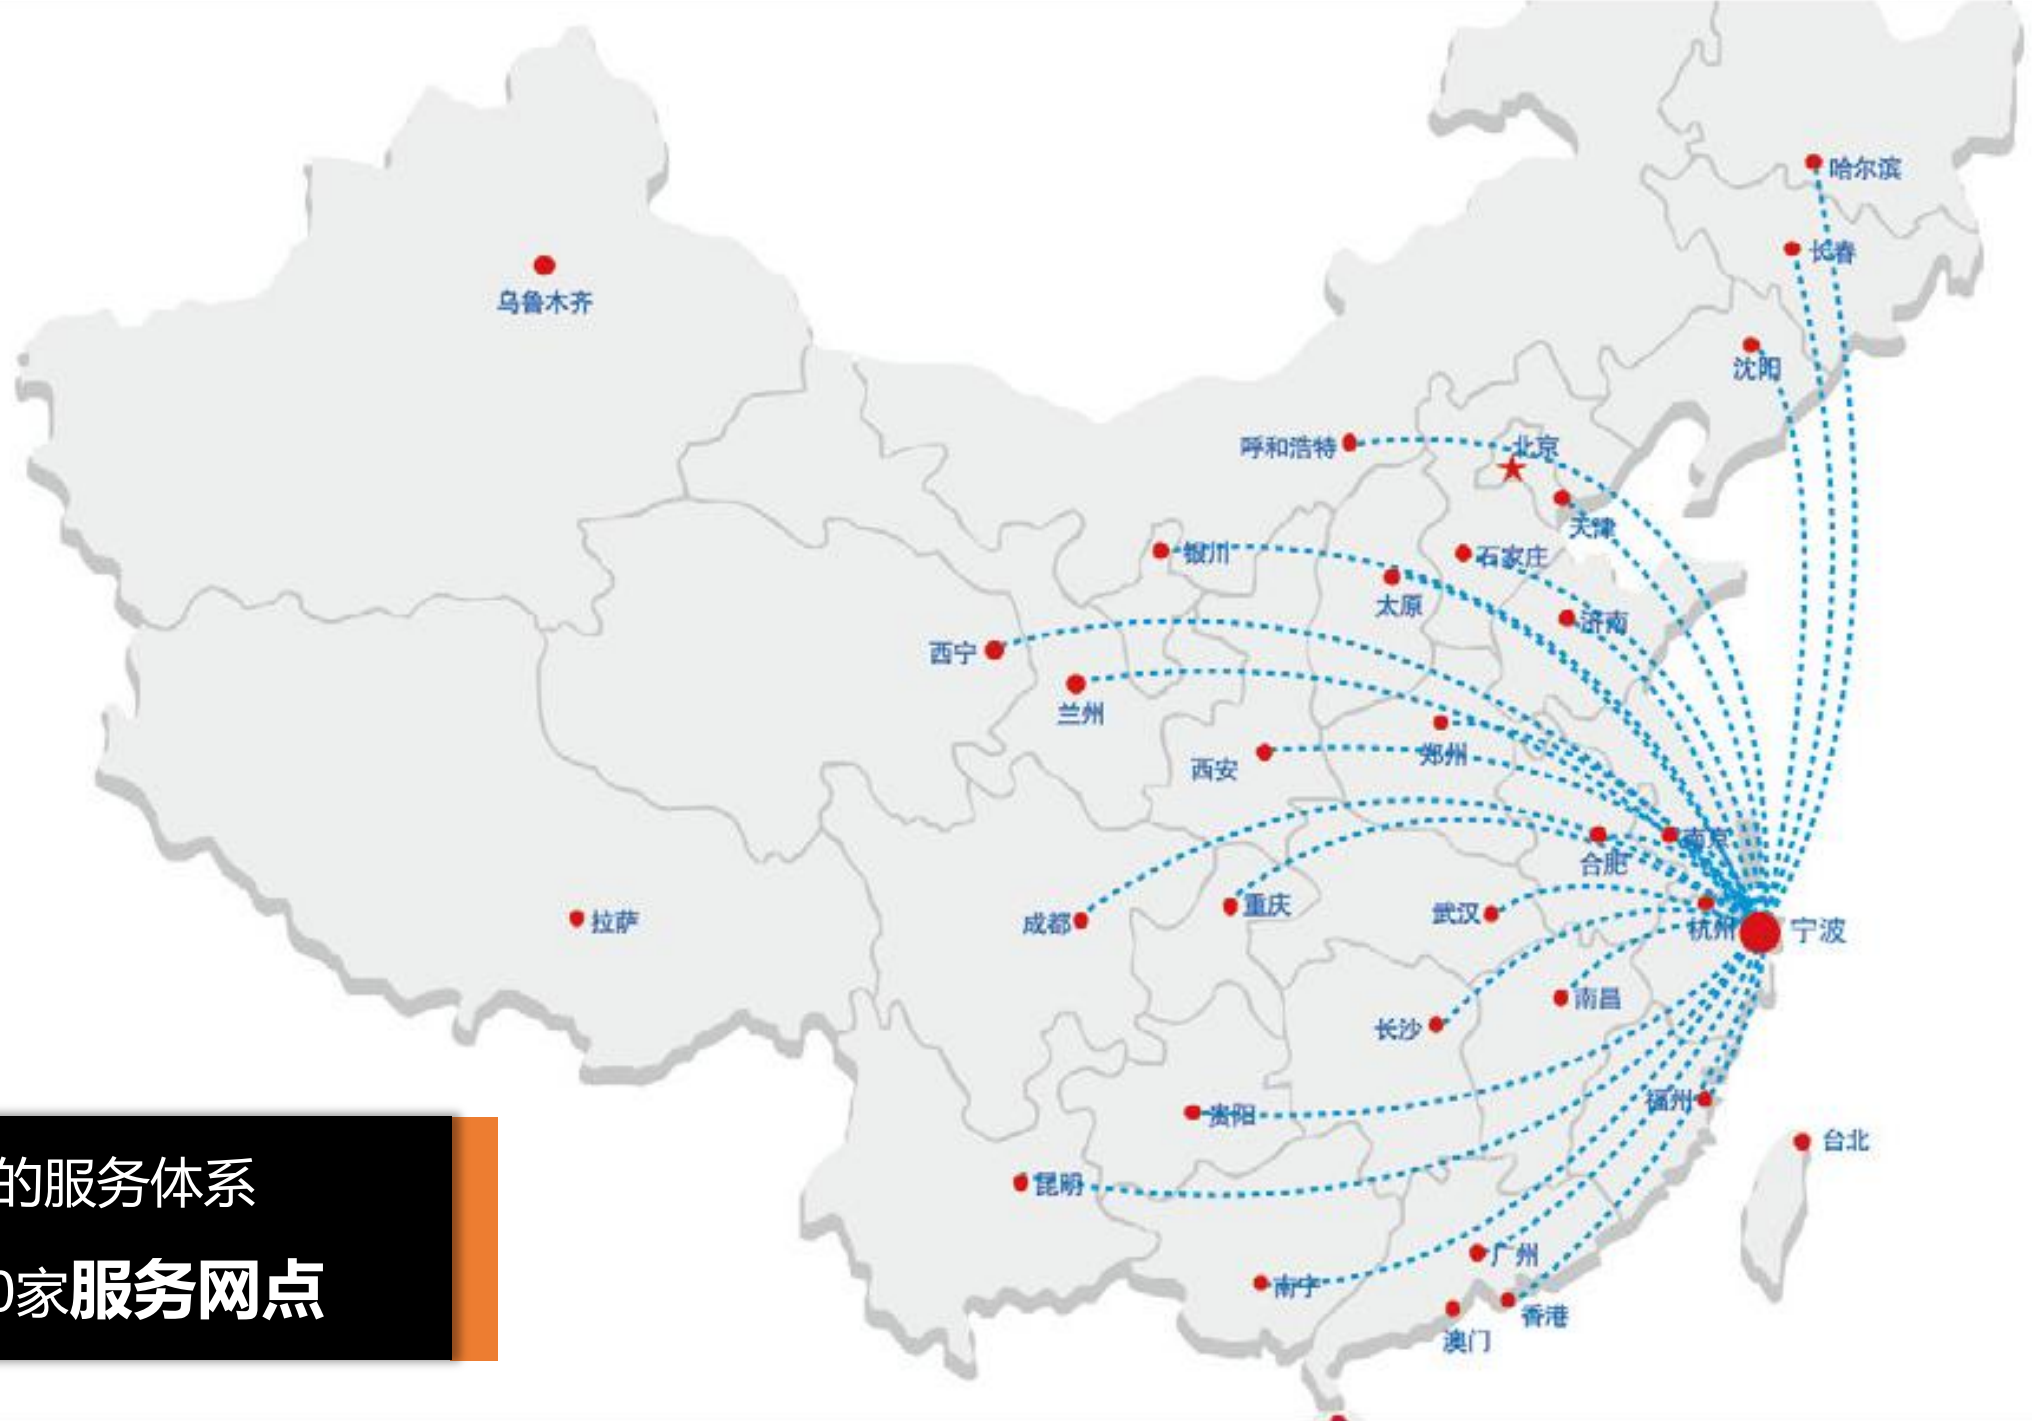 哈尔滨
长春
乌鲁木齐
沈阳
呼和浩特
北京
天津
银川
石家庄
太原
济南
西宁
兰州
郑州
西安
南京
合肥
重庆
武汉
成都
拉萨
杭州
宁波
南昌
长沙
福州
贵阳
台北
昆明
广州
南宁
香港
澳门
的服务体系
0家服务网点